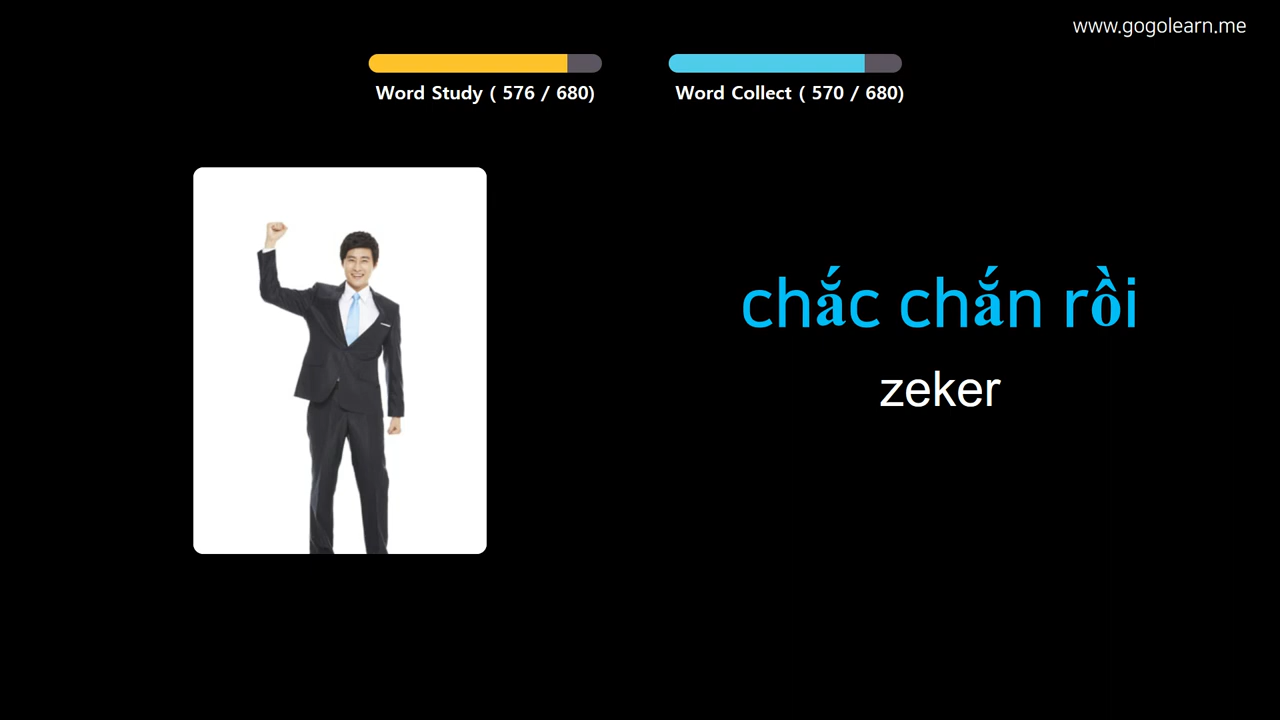 www.gogolearn.me
Word Study ( 576 / 680)
Word Collect ( 570 / 680)
chắc chắn rồi
zeker